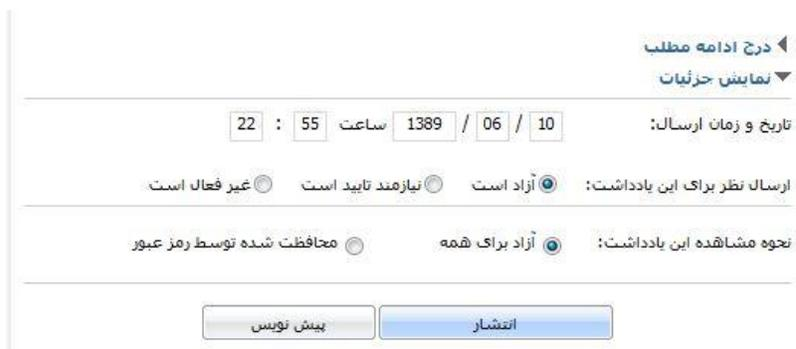 درج ادامه مطلب
نمایش جزئیات
تاریخ و زمان ارسال: 10 / 06 / 1389 ساعت 55 : 22
ارسال نظر برای این یادداشت: آزاد است نیازمند تایید است غیر فعال است
نحوه مشاهده این یادداشت: آزاد برای همه محافظت شده توسط رمز عبور
انتشار پیش نویس